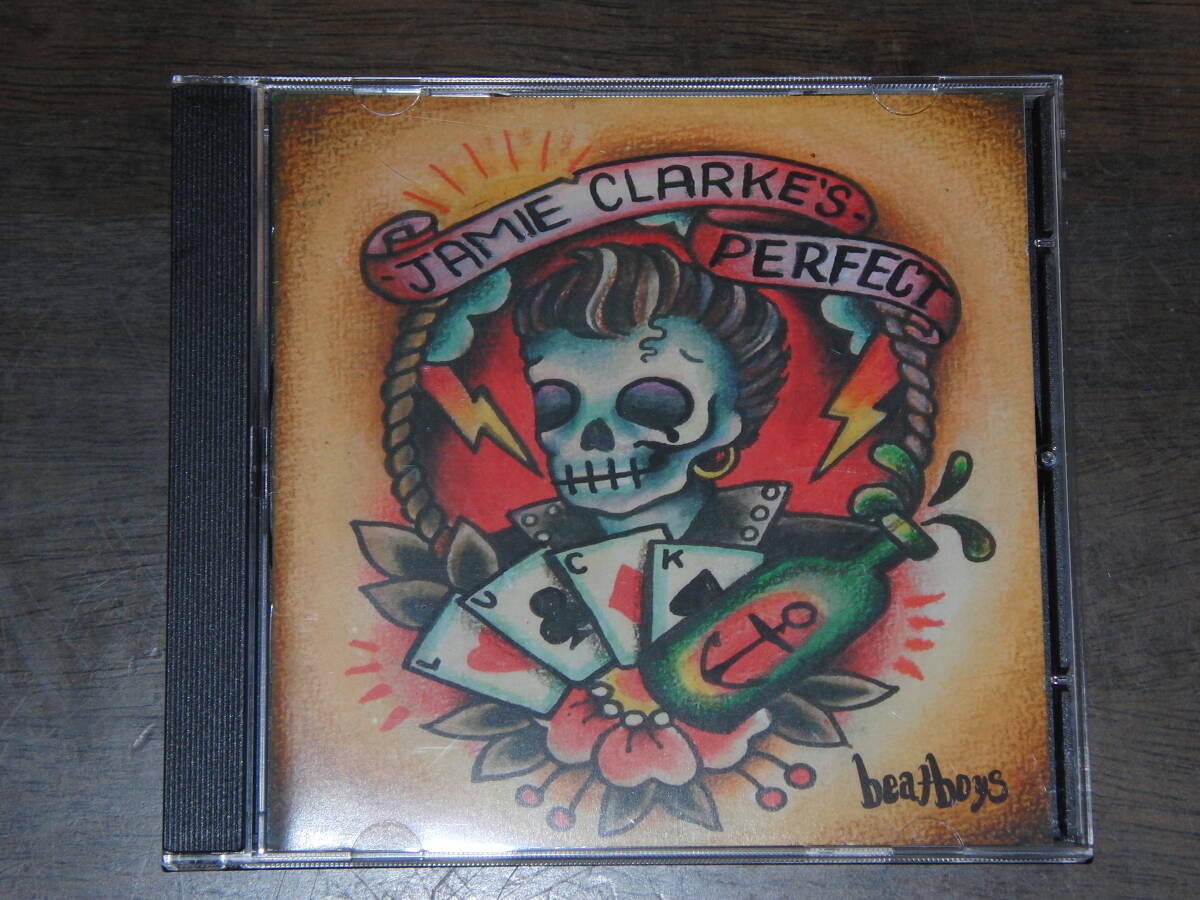 JAMIE CLARKE'S
PERFECT
L U C K
beatboys